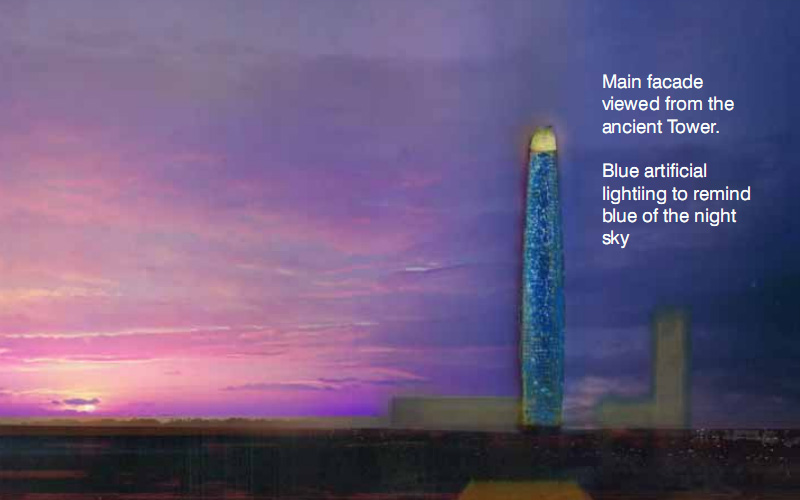 Main facade
viewed from the
ancient Tower.
Blue artificial
lightiing to remind
blue of the night
sky